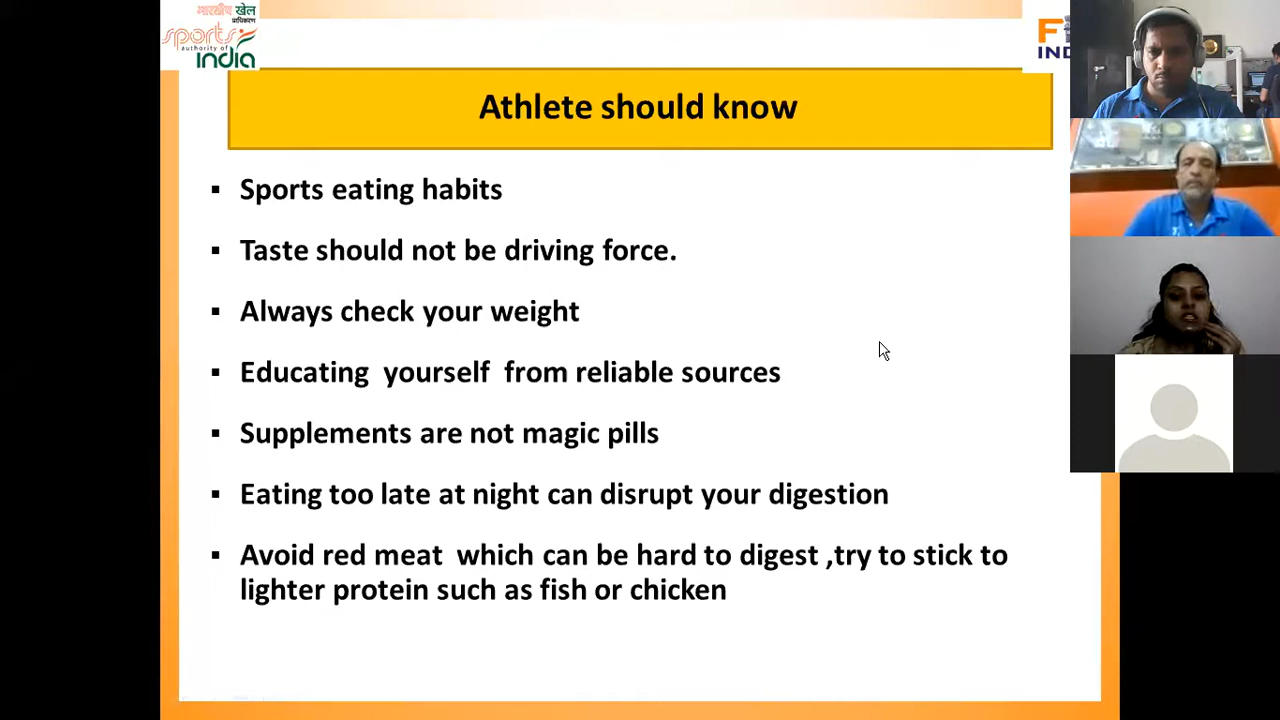 भारतीय खेल
प्राधिकरण
sports
authority of
india
F
IND
Athlete should know
▪ Sports eating habits
▪ Taste should not be driving force.
▪ Always check your weight
▪ Educating  yourself  from reliable sources
▪ Supplements are not magic pills
▪ Eating too late at night can disrupt your digestion
▪ Avoid red meat  which can be hard to digest ,try to stick to
lighter protein such as fish or chicken